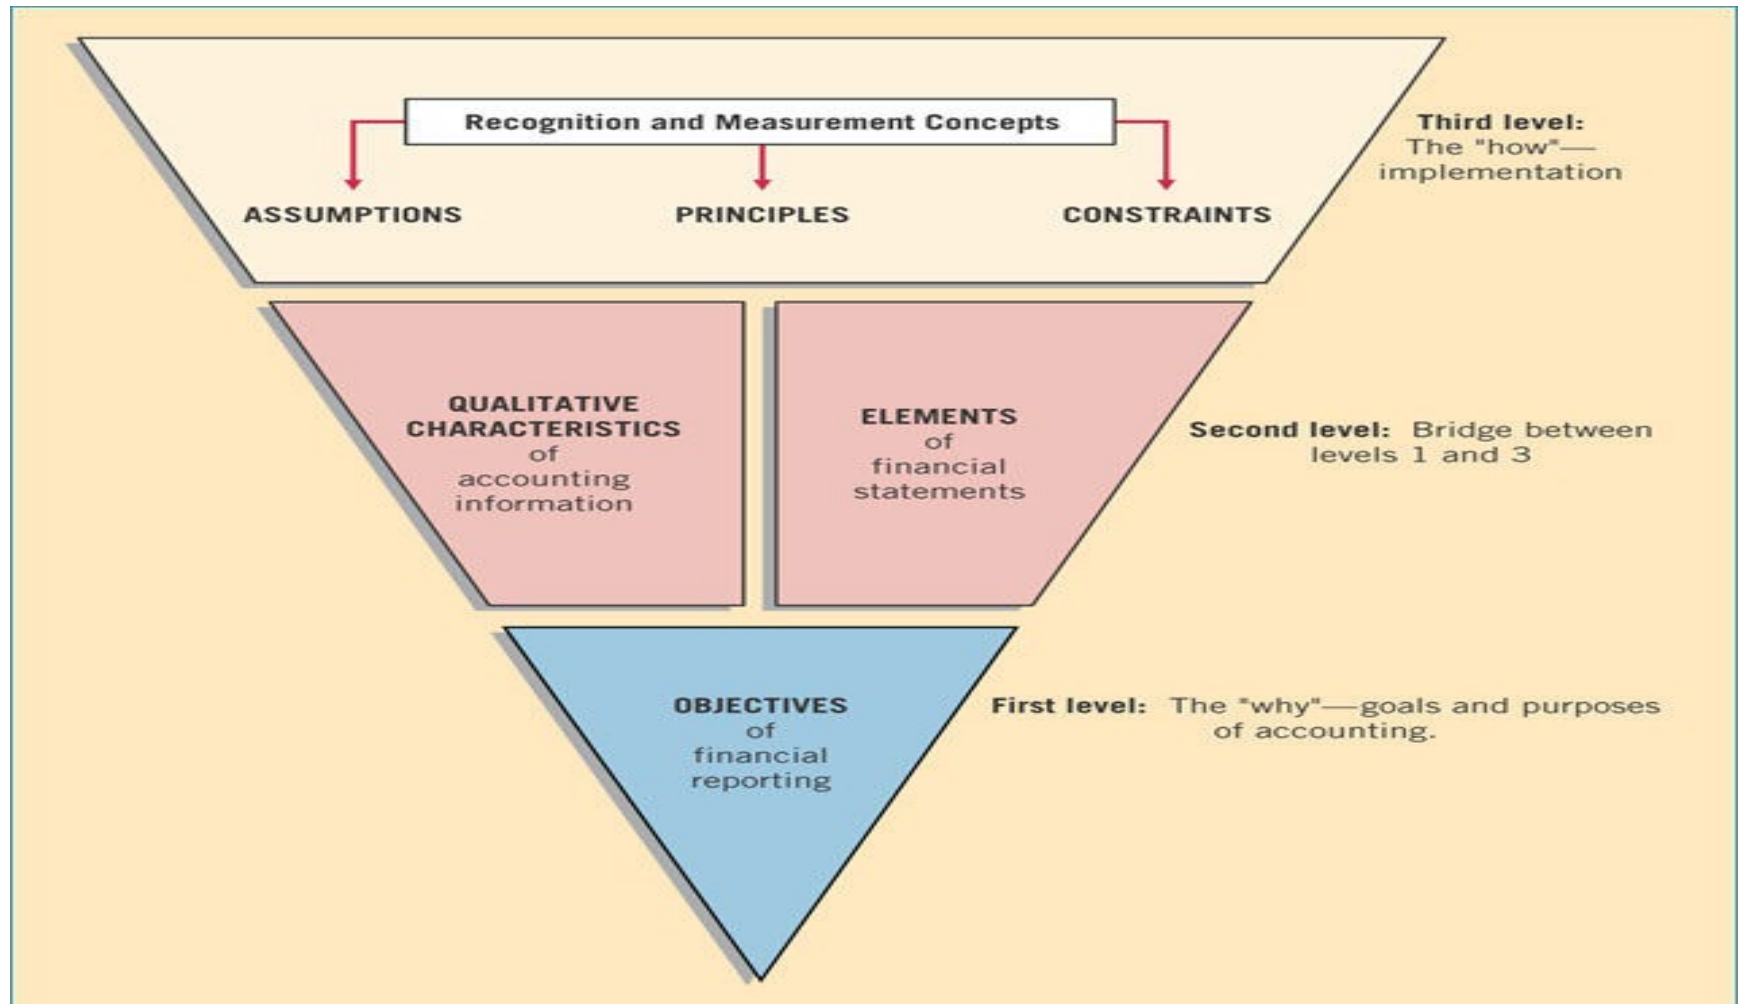 Recognition and Measurement Concepts
ASSUMPTIONS
PRINCIPLES
CONSTRAINTS
Third level:
The "how"—
implementation
QUALITATIVE
CHARACTERISTICS
of
accounting
information
ELEMENTS
of
financial
statements
Second level: Bridge between
levels 1 and 3
OBJECTIVES
of
financial
reporting
First level: The "why"—goals and purposes
of accounting.